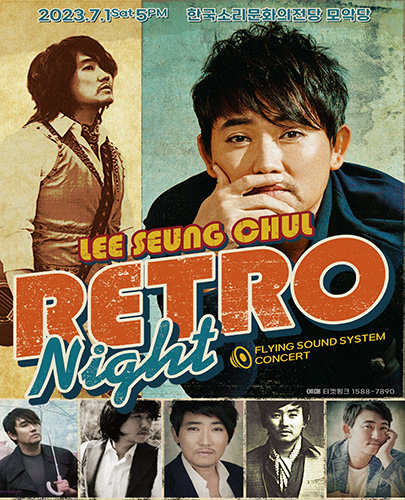 2023.7.1 Sat 5PM 한국소리문화의전당 모악당
LEE SEUNG CHUL
RETRO
Night
FLYING SOUND SYSTEM
CONCERT
예매 티켓링크 1588-7890